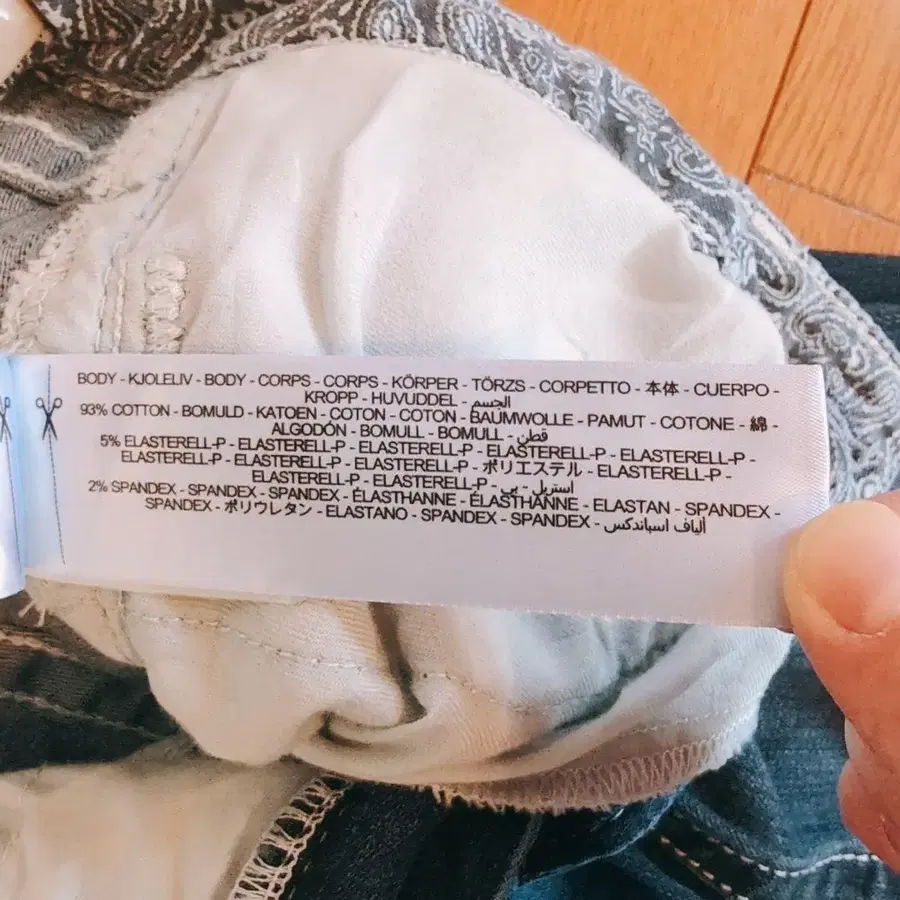 BODY - KJOLELIV - BODY - CORPS - CORPS - KÖRPER - TÖRZS - CORPETTO - 本体 - CUERPO -
KROPP - HUVUDDEL - الجسم
93% COTTON - BOMULD - KATOEN - COTON - COTON - BAUMWOLLE - PAMUT - COTONE - 綿 -
ALGODÓN - BOMULL - BOMULL - قطن
5% ELASTERELL-P - ELASTERELL-P - ELASTERELL-P - ELASTERELL-P - ELASTERELL-P -
ELASTERELL-P - ELASTERELL-P - ELASTERELL-P - ポリエステル - ELASTERELL-P -
ELASTERELL-P - ELASTERELL-P - استريل - بي
2% SPANDEX - SPANDEX - SPANDEX - ÉLASTHANNE - ÉLASTHANNE - ELASTAN - SPANDEX -
SPANDEX - ポリウレタン - ELASTANO - SPANDEX - SPANDEX - ألياف اسباندكس